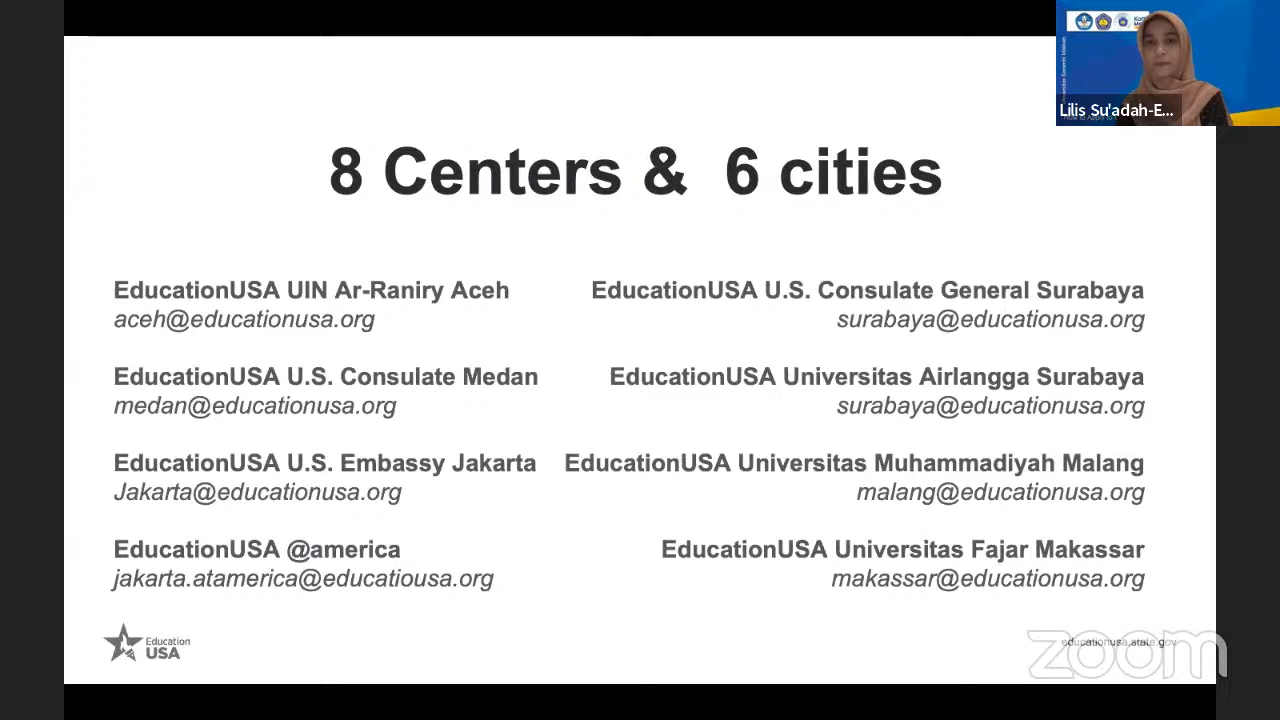 8 Centers & 6 cities
EducationUSA UIN Ar-Raniry Aceh
aceh@educationusa.org
EducationUSA U.S. Consulate Medan
medan@educationusa.org
EducationUSA U.S. Embassy Jakarta
Jakarta@educationusa.org
EducationUSA @america
jakarta.atamerica@educatiousa.org
EducationUSA U.S. Consulate General Surabaya
surabaya@educationusa.org
EducationUSA Universitas Airlangga Surabaya
surabaya@educationusa.org
EducationUSA Universitas Muhammadiyah Malang
malang@educationusa.org
EducationUSA Universitas Fajar Makassar
makassar@educationusa.org
Education
USA
educationusa.state.gov
zoom
Lilis Su'adah-E...